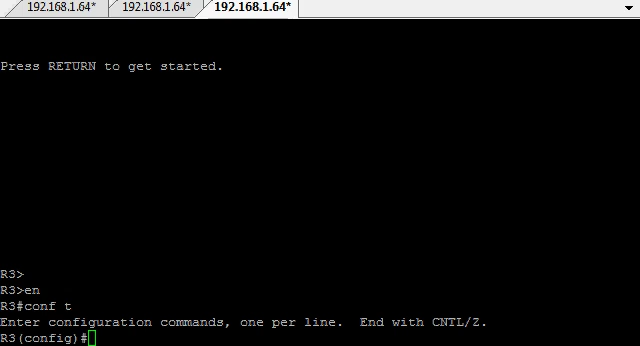 192.168.1.64* 192.168.1.64* 192.168.1.64*
Press RETURN to get started.
R3>
R3>en
R3#conf t
Enter configuration commands, one per line.  End with CNTL/Z.
R3(config)#